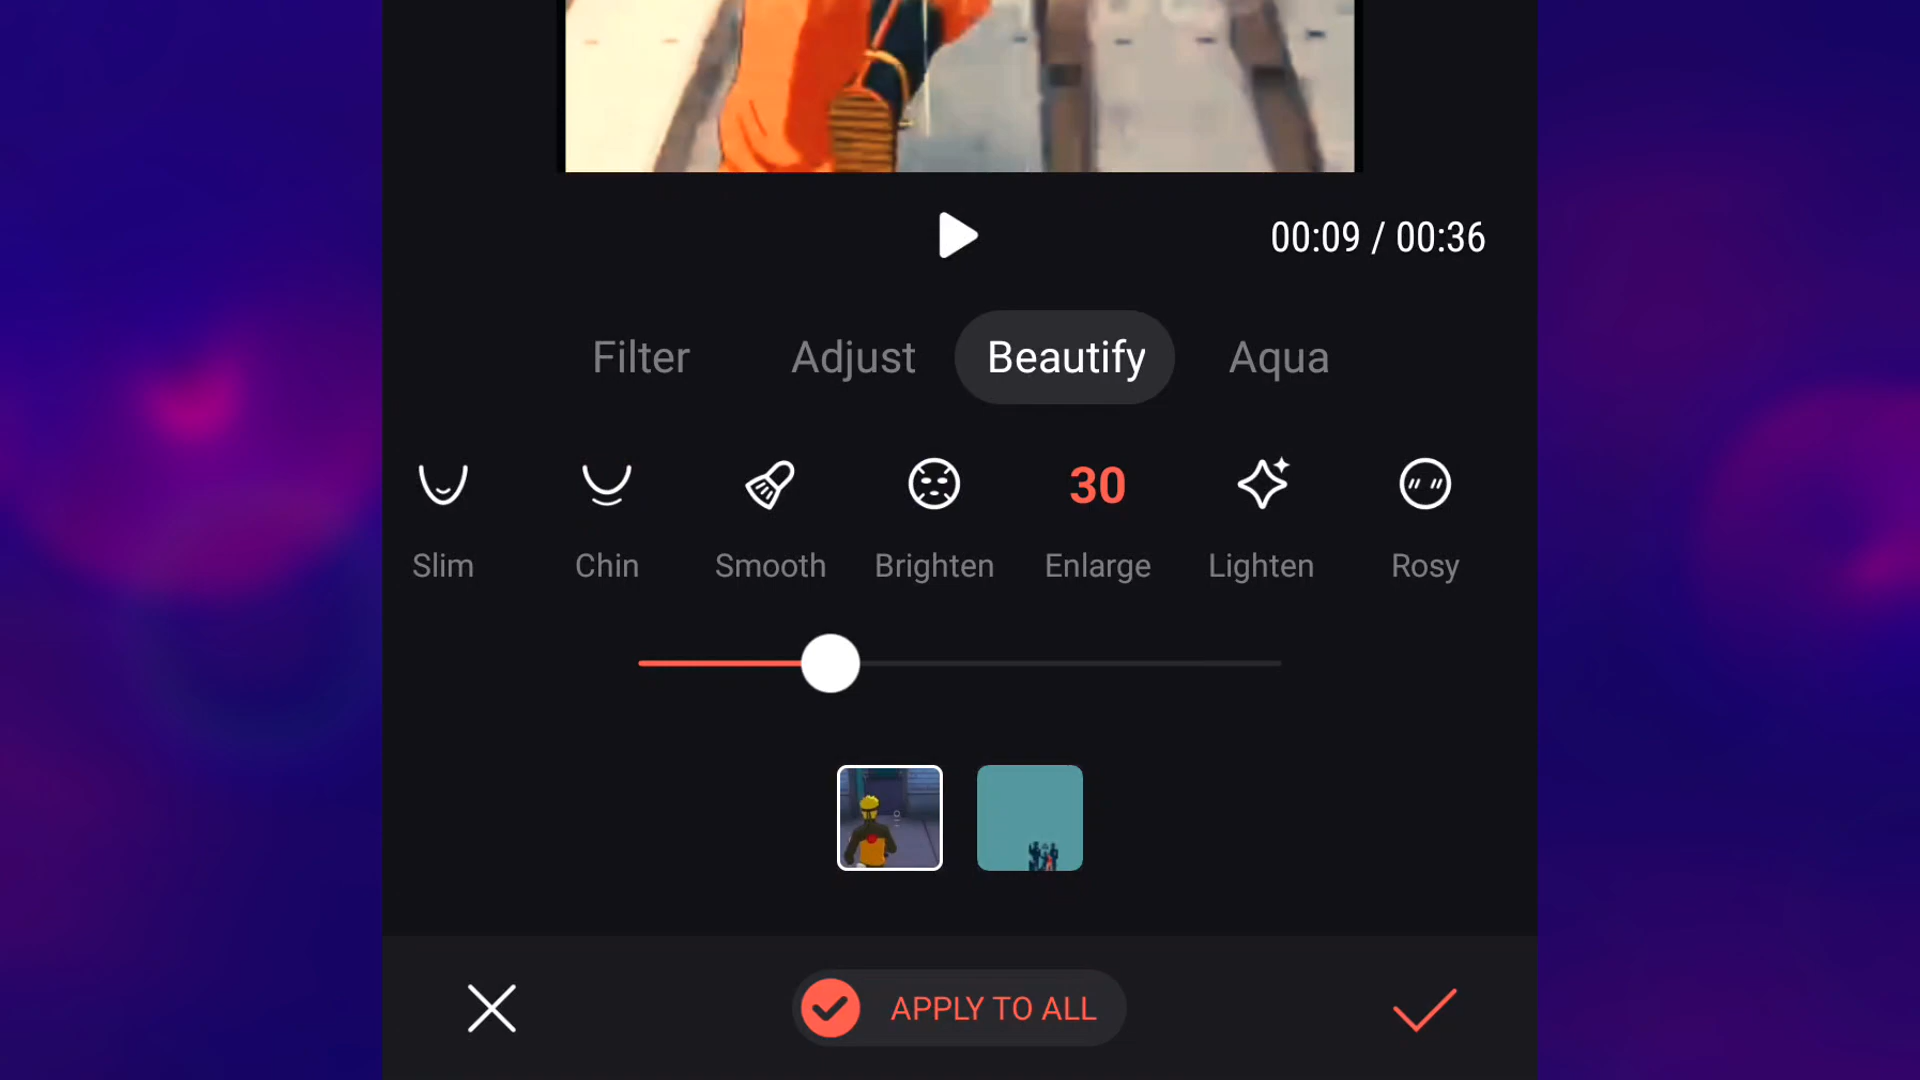 00:09 / 00:36
Filter Adjust Beautify Aqua
30
Slim Chin Smooth Brighten Enlarge Lighten Rosy
APPLY TO ALL